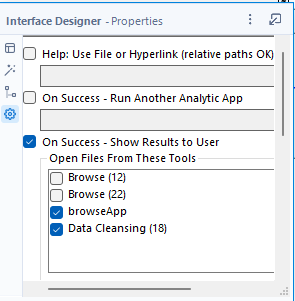 Interface Designer - Properties
Help: Use File or Hyperlink (relative paths OK)
On Success - Run Another Analytic App
On Success - Show Results to User
Open Files From These Tools
Browse (12)
Browse (22)
browseApp
Data Cleansing (18)